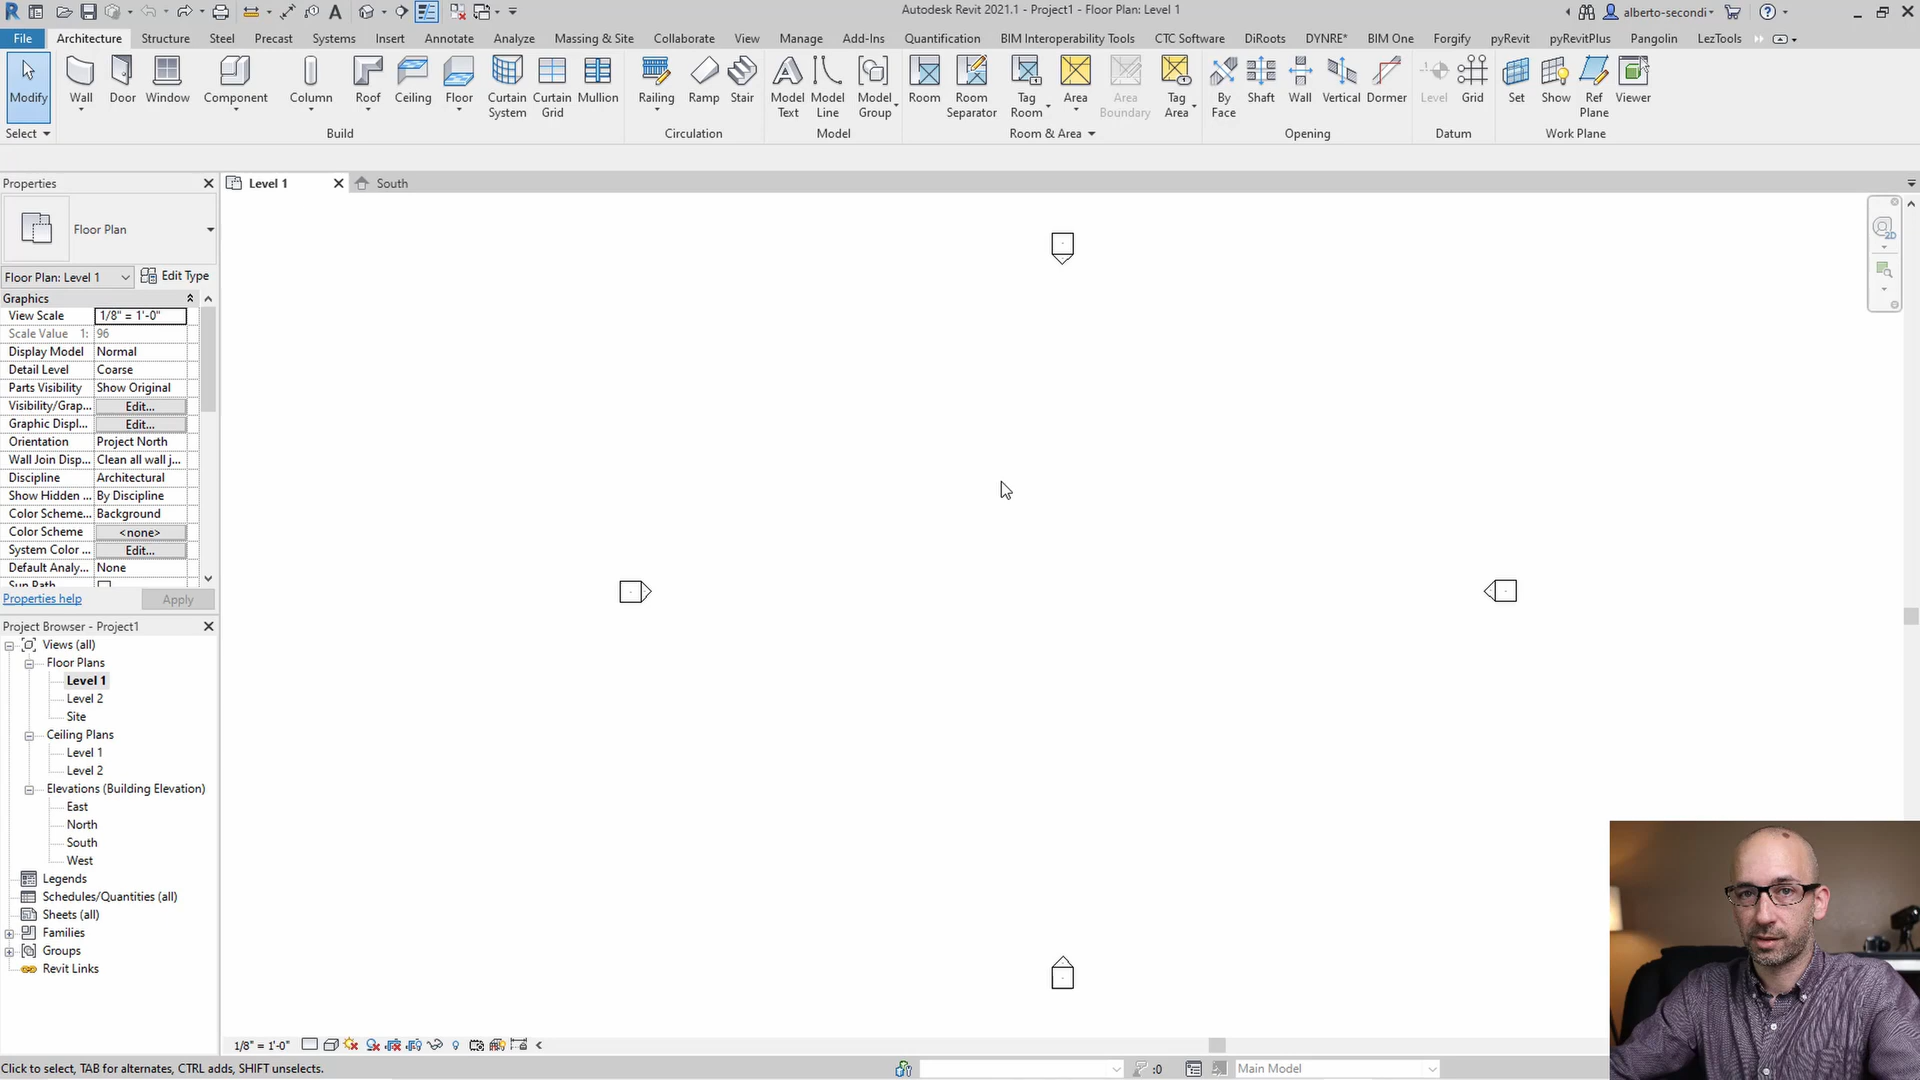 Autodesk Revit 2021.1 - Project1 - Floor Plan: Level 1
alberto-secondi
File Architecture Structure Steel Precast Systems Insert Annotate Analyze Massing & Site Collaborate View Manage Add-Ins Quantification BIM Interoperability Tools CTC Software DiRoots DYNRE* BIM One Forgify pyRevit pyRevitPlus Pangolin LezTools
Modify Wall Door Window Component Column Roof Ceiling Floor Curtain System Curtain Grid Mullion Railing Ramp Stair Model Text Model Line Model Group Room Room Separator Tag Room Area Area Boundary Tag Area By Face Shaft Wall Vertical Dormer Level Grid Set Show Ref Plane Viewer
Select Build Circulation Model Room & Area Opening Datum Work Plane
Properties
Level 1
South
2D
Floor Plan
Floor Plan: Level 1 Edit Type
Graphics
View Scale 1/8" = 1'-0"
Scale Value 1: 96
Display Model Normal
Detail Level Coarse
Parts Visibility Show Original
Visibility/Grap... Edit...
Graphic Displ... Edit...
Orientation Project North
Wall Join Disp... Clean all wall j...
Discipline Architectural
Show Hidden ... By Discipline
Color Scheme... Background
Color Scheme <none>
System Color ... Edit...
Default Analy... None
Sun Path
Properties help Apply
Project Browser - Project1
Views (all)
Floor Plans
Level 1
Level 2
Site
Ceiling Plans
Level 1
Level 2
Elevations (Building Elevation)
East
North
South
West
Legends
Schedules/Quantities (all)
Sheets (all)
Families
Groups
Revit Links
1/8" = 1'-0"
Click to select, TAB for alternates, CTRL adds, SHIFT unselects.
:0
Main Model